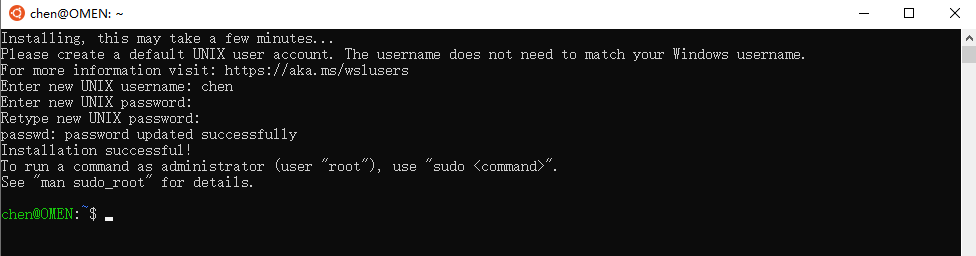 chen@OMEN: ~
Installing, this may take a few minutes...
Please create a default UNIX user account. The username does not need to match your Windows username.
For more information visit: https://aka.ms/wslusers
Enter new UNIX username: chen
Enter new UNIX password:
Retype new UNIX password:
passwd: password updated successfully
Installation successful!
To run a command as administrator (user "root"), use "sudo <command>".
See "man sudo_root" for details.
chen@OMEN:~$